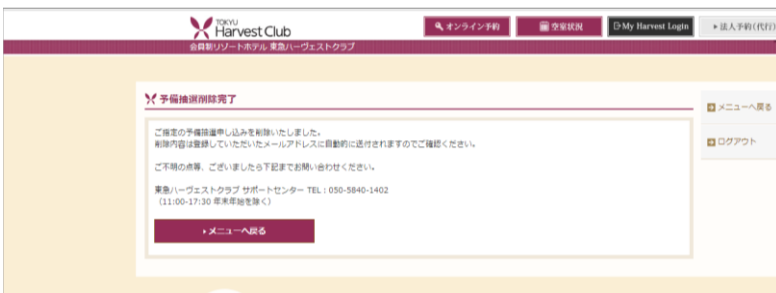 TOKYU
Harvest Club
オンライン予約
空室状況
My Harvest Login
法人予約(代行)
会員制リゾートホテル 東急ハーヴェストクラブ
予備抽選削除完了
メニューへ戻る
ご指定の予備抽選申し込みを削除いたしました。
削除内容は登録していただいたメールアドレスに自動的に送付されますのでご確認ください。
ログアウト
ご不明の点等、ございましたら下記までお問い合わせください。
東急ハーヴェストクラブ サポートセンター TEL : 050-5840-1402
(11:00-17:30 年末年始を除く)
メニューへ戻る